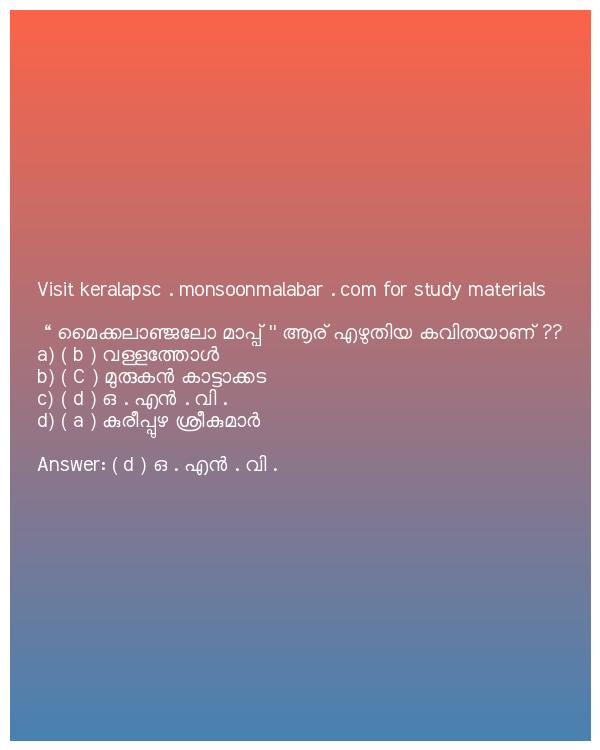 Visit keralapsc . monsoonmalabar . com for study materials
“ മൈക്കലാഞ്ജലോ മാപ്പ് " ആര് എഴുതിയ കവിതയാണ് ??
a) ( b ) വള്ളത്തോൾ
b) ( C ) മുരുകൻ കാട്ടാക്കട
c) ( d ) ഒ . എൻ . വി .
d) ( a ) കുരീപ്പുഴ ശ്രീകുമാർ
Answer: ( d ) ഒ . എൻ . വി .